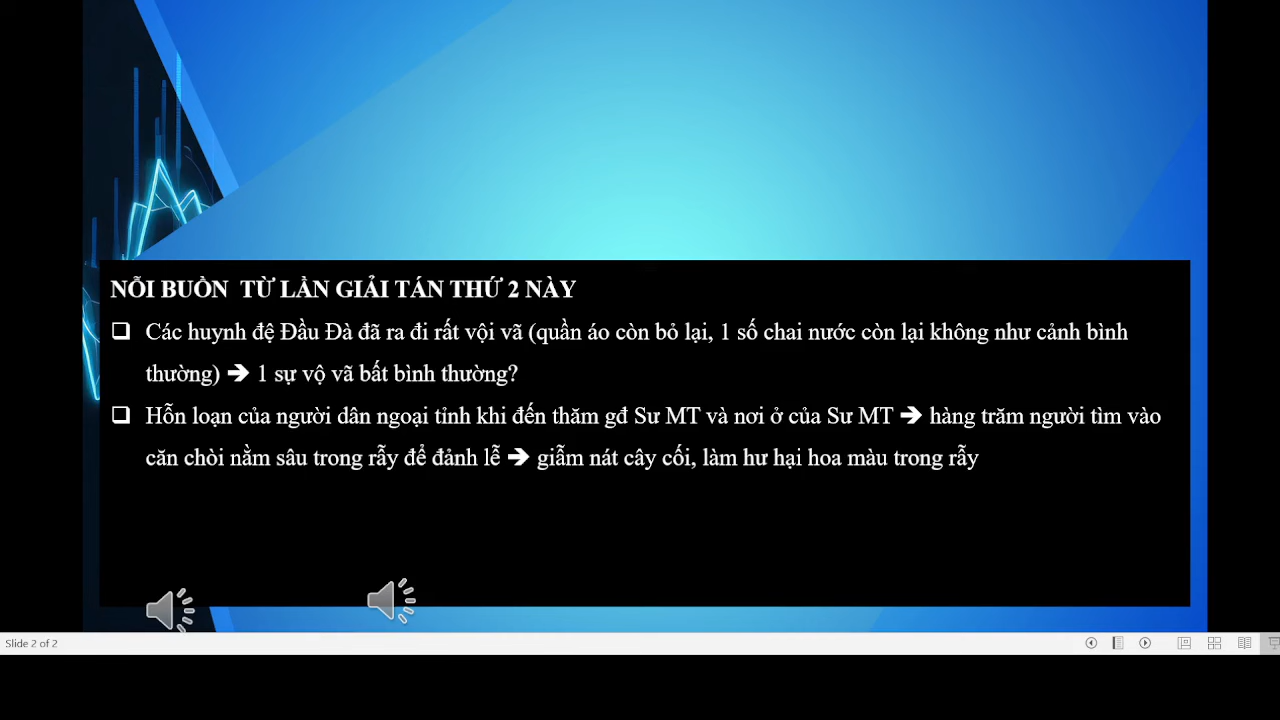 NỖI BUỒN TỪ LẦN GIẢI TÁN THỨ 2 NÀY
❑ Các huynh đệ Đầu Đà đã ra đi rất vội vã (quần áo còn bỏ lại, 1 số chai nước còn lại không như cảnh bình
thường) ➔ 1 sự vộ vã bất bình thường?
❑ Hỗn loạn của người dân ngoại tỉnh khi đến thăm gđ Sư MT và nơi ở của Sư MT ➔ hàng trăm người tìm vào
căn chòi nằm sâu trong rẫy để đảnh lễ ➔ giẫm nát cây cối, làm hư hại hoa màu trong rẫy
Slide 2 of 2